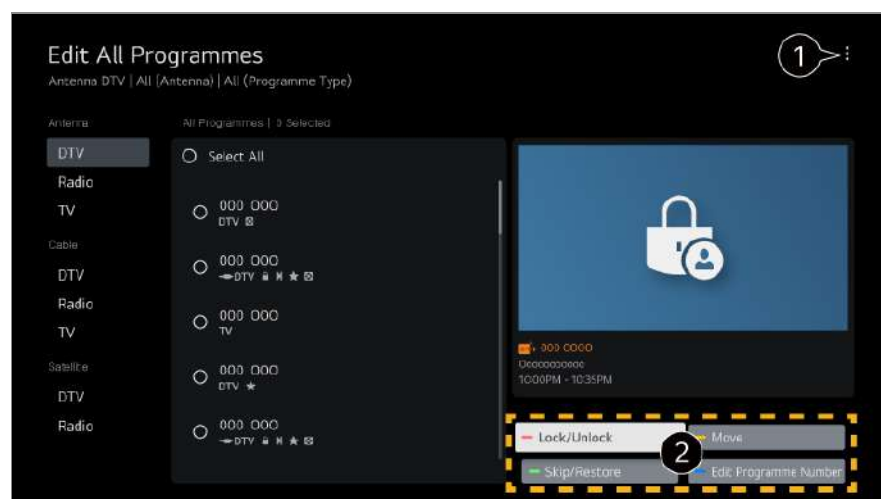 Edit All Programmes
Antenna DTV | All (Antenna) | All (Programme Type)
1
Antenna
All Programmes | 0 Selected
DTV
Radio
TV
Cable
DTV
Radio
TV
Satellite
DTV
Radio
Select All
000 000
DTV
000 000
DTV
000 000
TV
000 000
DTV
000 000
DTV
000 0000
Ooooooooooo
10:00PM - 10:35PM
Lock/Unlock
Move
2
Skip/Restore
Edit Programme Number